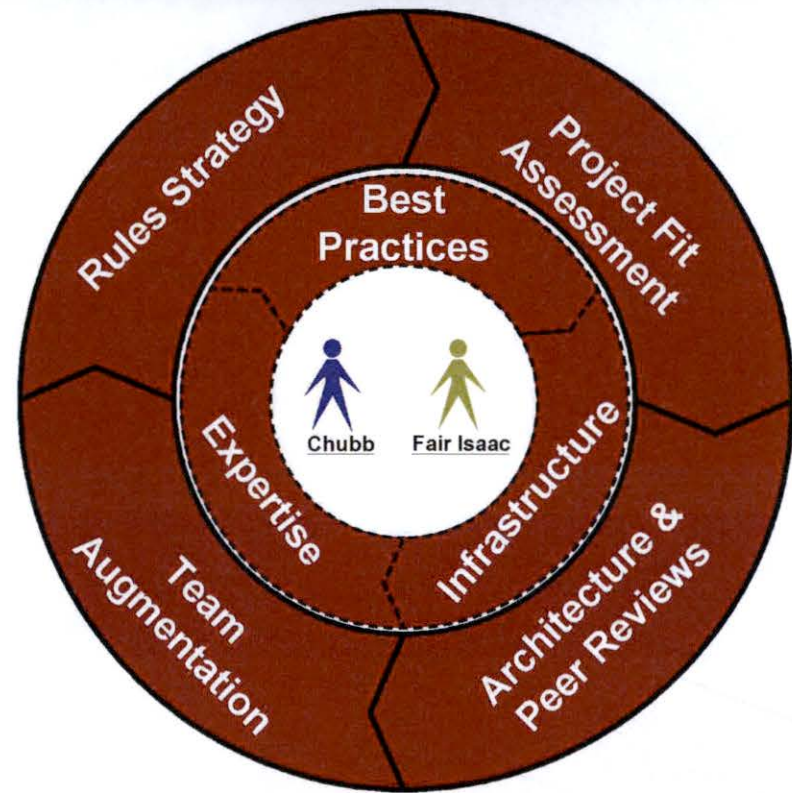 Rules Strategy
Project Fit
Assessment
Best
Practices
Chubb
Fair Isaac
Expertise
Infrastructure
Team
Augmentation
Architecture &
Peer Reviews